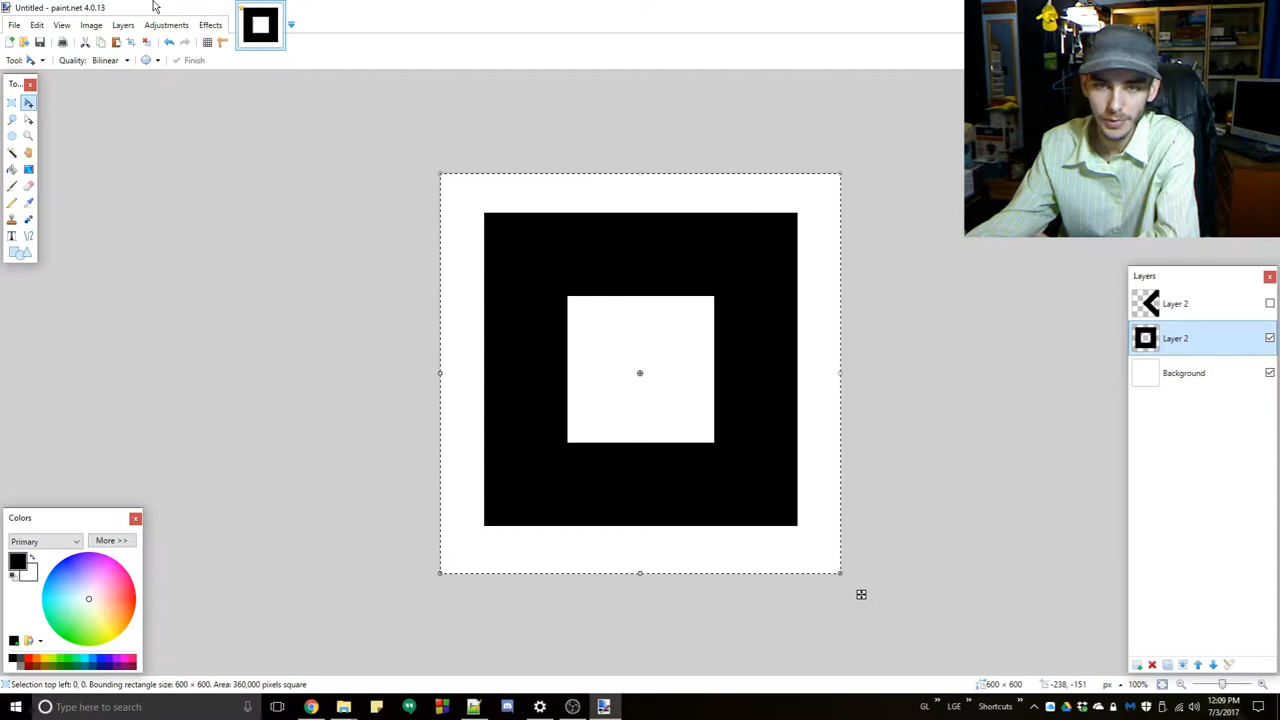 Untitled - paint.net 4.0.13
File Edit View Image Layers Adjustments Effects
Tool: Quality: Bilinear Finish
To...
Layers
Layer 2
Layer 2
Background
Colors
Primary More >>
Selection top left: 0, 0. Bounding rectangle size: 600 × 600. Area: 360,000 pixels square
600 × 600 -238, -151 px 100%
Type here to search
GL LGE Shortcuts
12:09 PM
7/3/2017